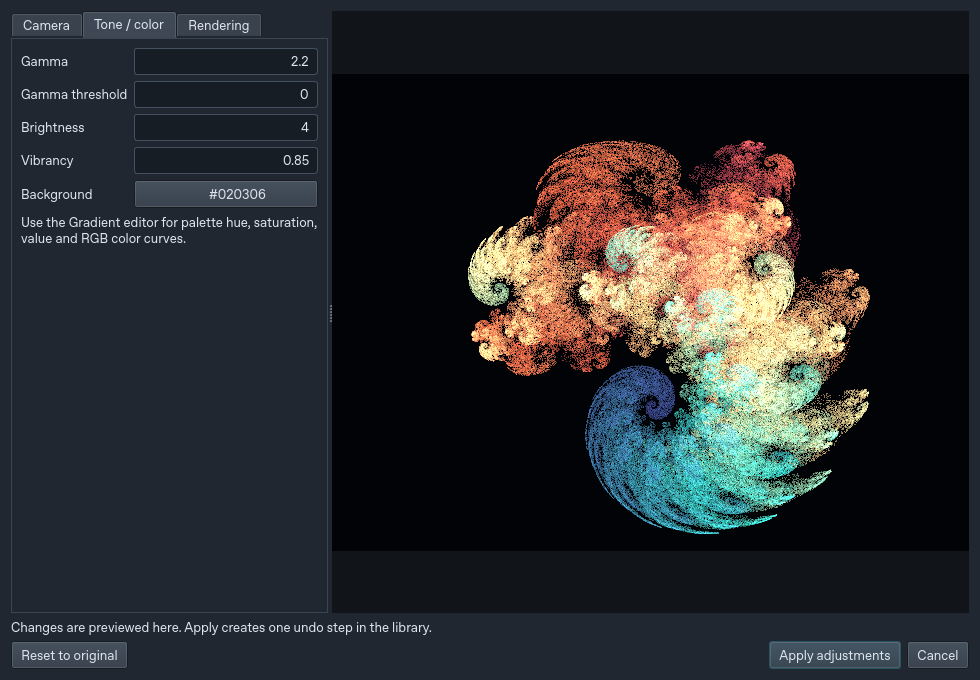 Camera
Tone / color
Rendering
Gamma
2.2
Gamma threshold
0
Brightness
4
Vibrancy
0.85
Background
#020306
Use the Gradient editor for palette hue, saturation,
value and RGB color curves.
Changes are previewed here. Apply creates one undo step in the library.
Reset to original
Apply adjustments
Cancel